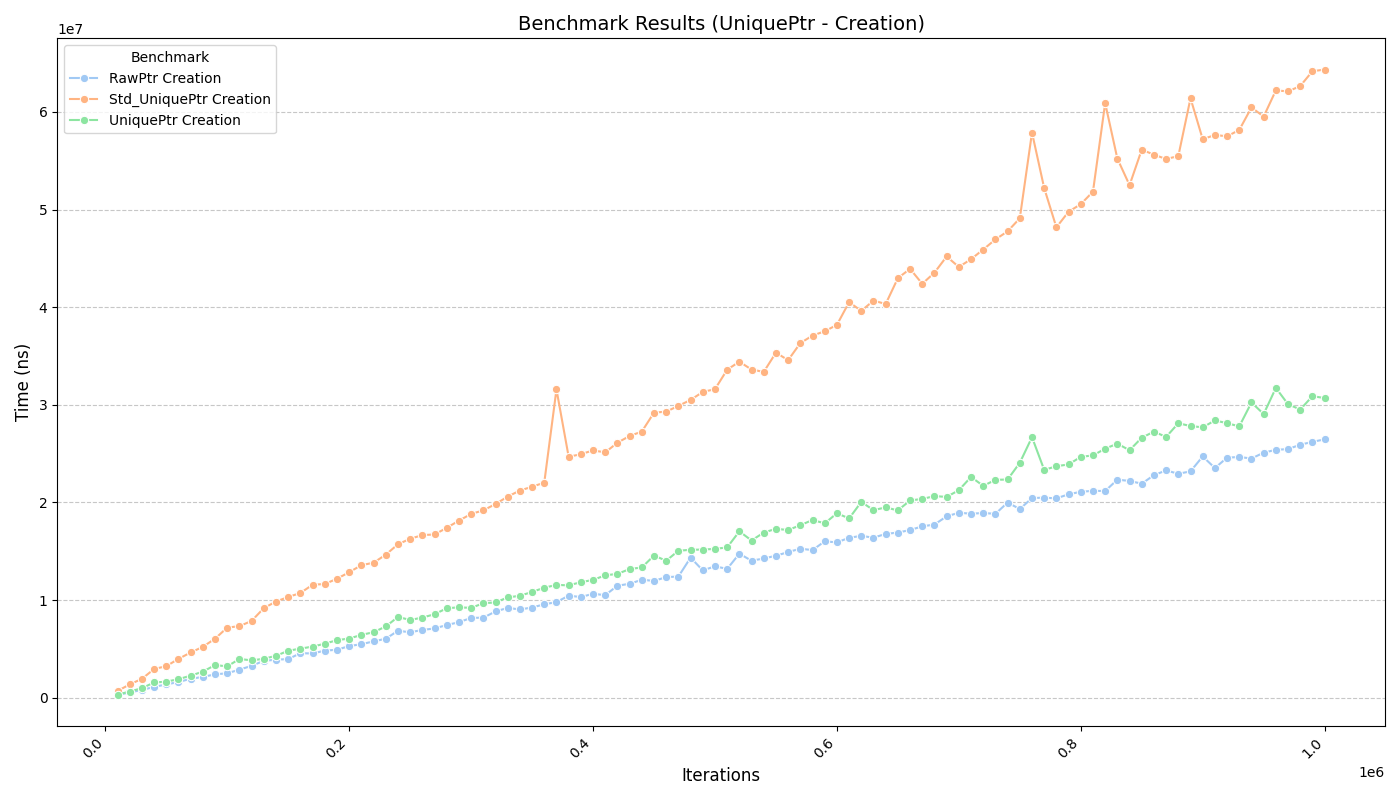 Benchmark Results (UniquePtr - Creation)
1e7
Benchmark
RawPtr Creation
Std_UniquePtr Creation
UniquePtr Creation
6
5
4
3
2
1
0
Time (ns)
0.0
0.2
0.4
0.6
0.8
1.0
Iterations
1e6